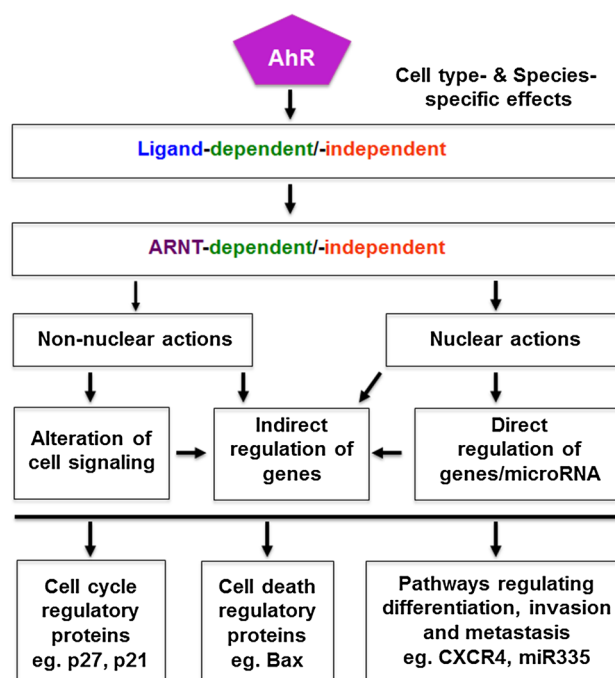 AhR
Cell type- & Species-
specific effects
Ligand-dependent/-independent
ARNT-dependent/-independent
Non-nuclear actions
Nuclear actions
Alteration of
cell signaling
Indirect
regulation of
genes
Direct
regulation of
genes/microRNA
Cell cycle
regulatory
proteins
eg. p27, p21
Cell death
regulatory
proteins
eg. Bax
Pathways regulating
differentiation, invasion
and metastasis
eg. CXCR4, miR335